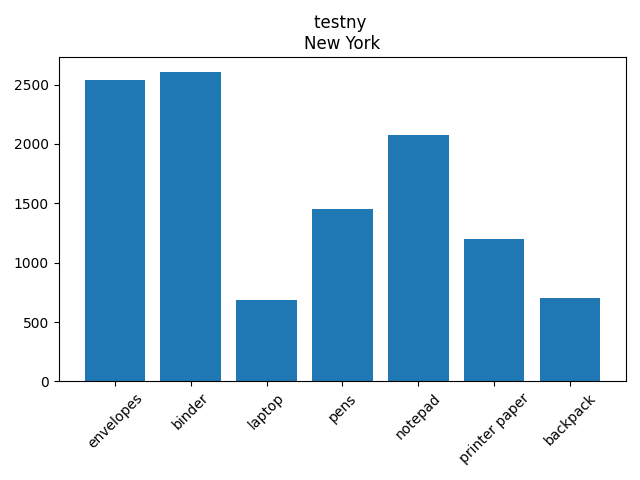 testny
New York
2500
2000
1500
1000
500
0
envelopes
binder
laptop
pens
notepad
printer paper
backpack